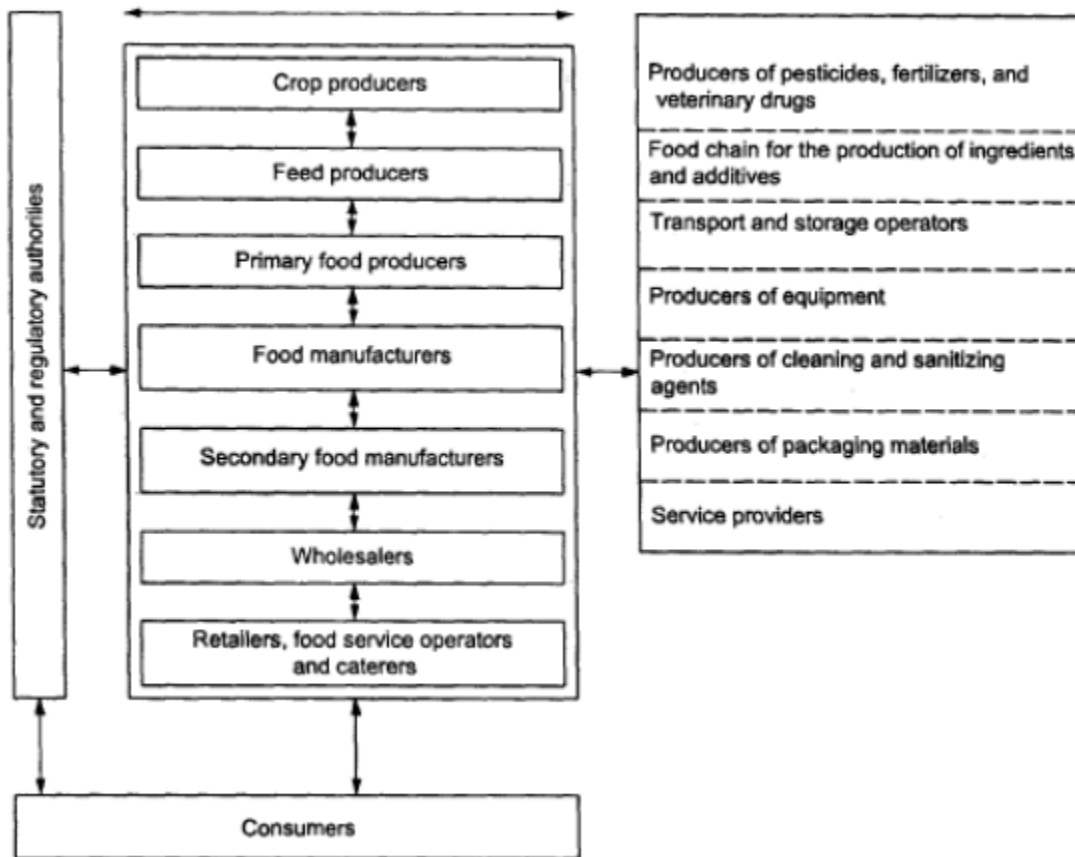 Statutory and regulatory authorities
Crop producers
Feed producers
Primary food producers
Food manufacturers
Secondary food manufacturers
Wholesalers
Retailers, food service operators
and caterers
Producers of pesticides, fertilizers, and
veterinary drugs
Food chain for the production of ingredients
and additives
Transport and storage operators
Producers of equipment
Producers of cleaning and sanitizing
agents
Producers of packaging materials
Service providers
Consumers